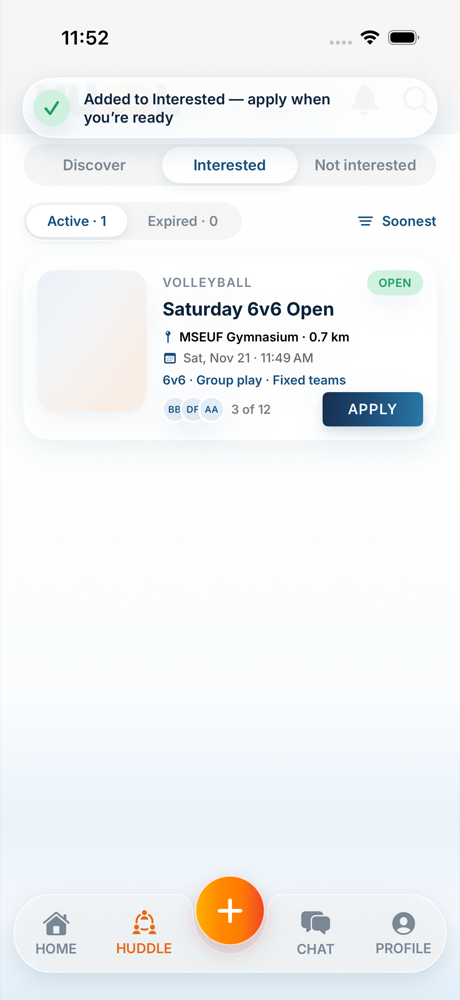 11:52
Added to Interested — apply when
you're ready
Discover
Interested
Not interested
Active · 1
Expired · 0
Soonest
VOLLEYBALL
OPEN
Saturday 6v6 Open
MSEUF Gymnasium · 0.7 km
Sat, Nov 21 · 11:49 AM
6v6 · Group play · Fixed teams
BE DF AA 3 of 12
APPLY
HOME
HUDDLE
CHAT
PROFILE